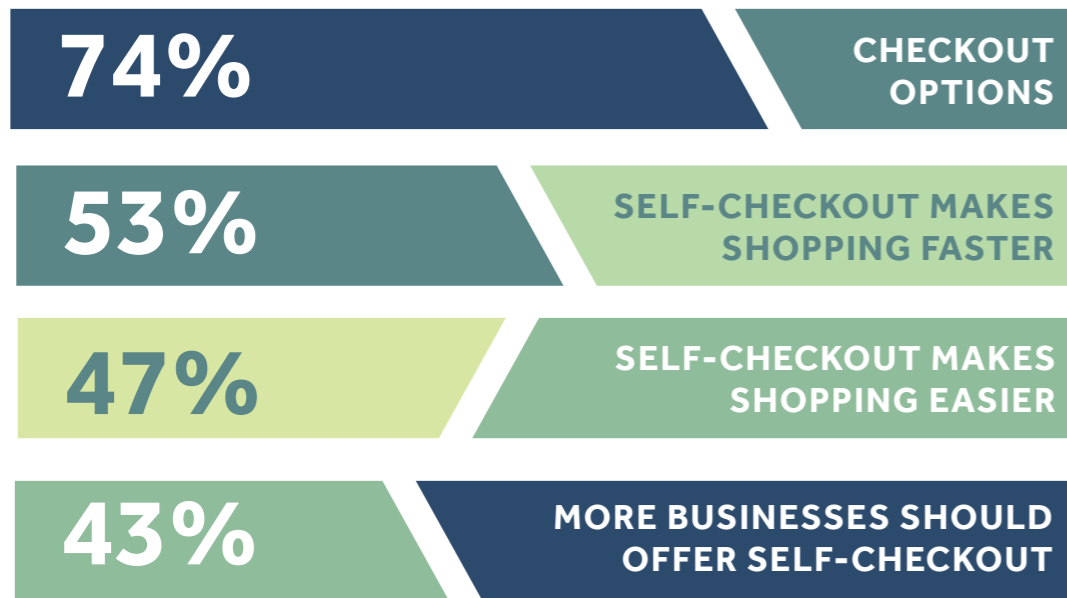 74%
CHECKOUT
OPTIONS
53%
SELF-CHECKOUT MAKES
SHOPPING FASTER
47%
SELF-CHECKOUT MAKES
SHOPPING EASIER
43%
MORE BUSINESSES SHOULD
OFFER SELF-CHECKOUT